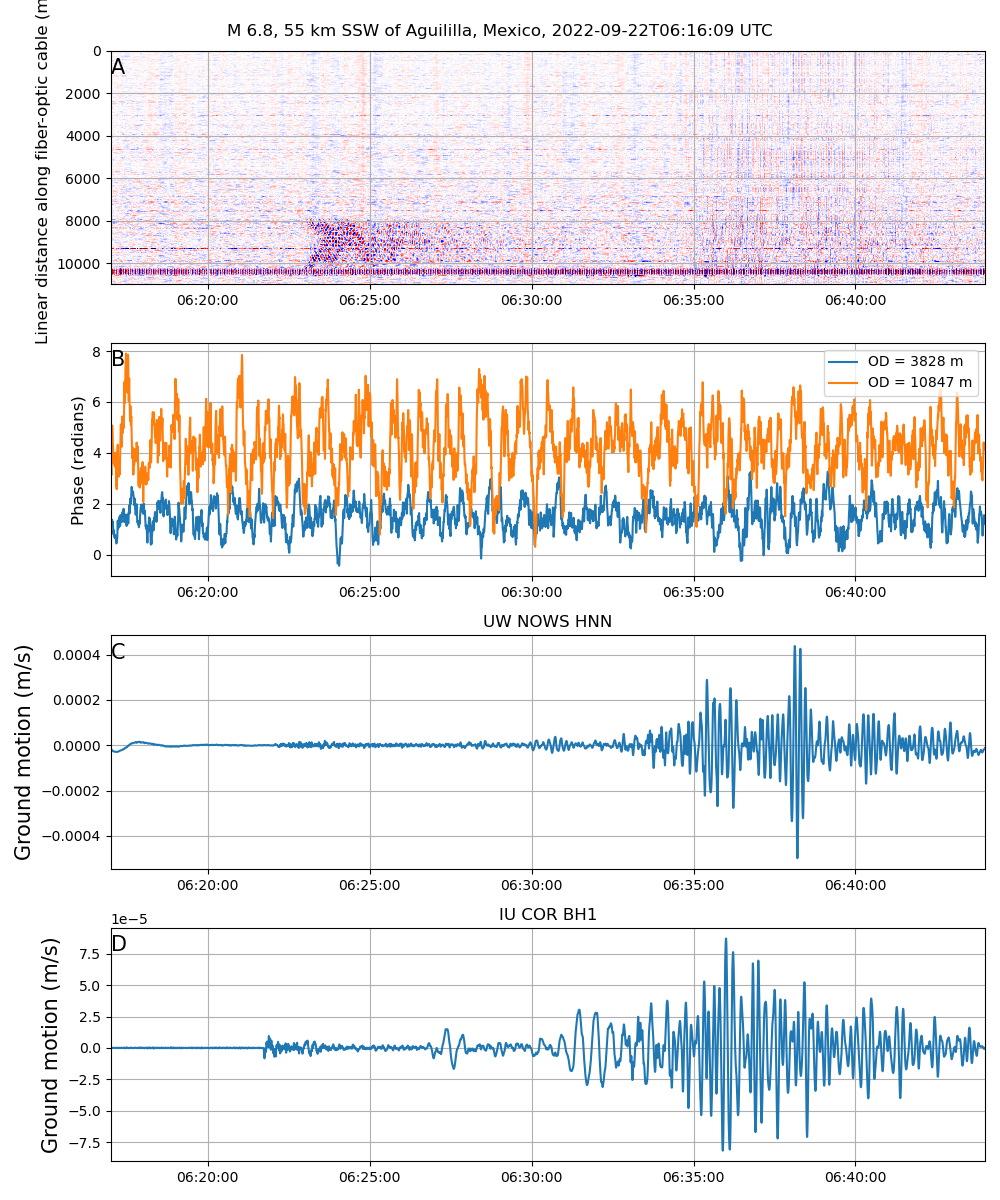 M 6.8, 55 km SSW of Aguililla, Mexico, 2022-09-22T06:16:09 UTC
Linear distance along fiber-optic cable (m
A
0
2000
4000
6000
8000
10000
06:20:00 06:25:00 06:30:00 06:35:00 06:40:00
Phase (radians)
B
8
6
4
2
0
OD = 3828 m
OD = 10847 m
06:20:00 06:25:00 06:30:00 06:35:00 06:40:00
UW NOWS HNN
Ground motion (m/s)
C
0.0004
0.0002
0.0000
−0.0002
−0.0004
06:20:00 06:25:00 06:30:00 06:35:00 06:40:00
IU COR BH1
1e−5
Ground motion (m/s)
D
7.5
5.0
2.5
0.0
−2.5
−5.0
−7.5
06:20:00 06:25:00 06:30:00 06:35:00 06:40:00